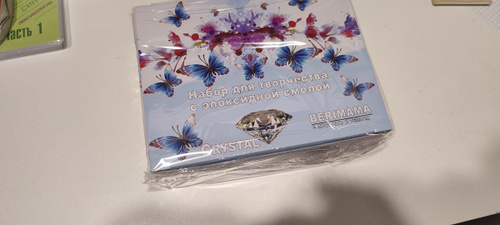 часть 1
Набор для творчества
с эпоксидной смолой
CRYSTAL
BERIMAMA